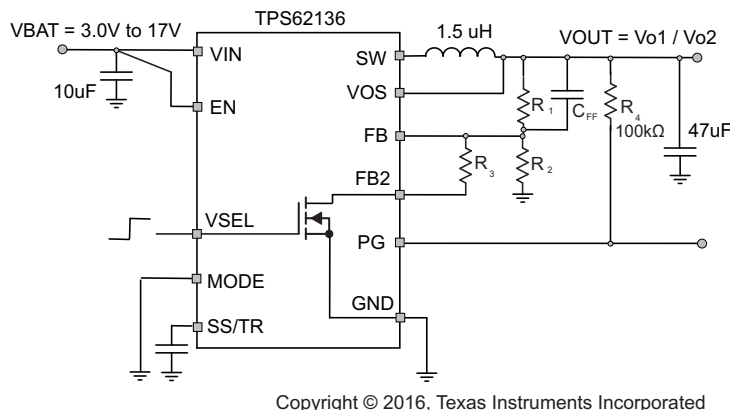 TPS62136
VBAT = 3.0V to 17V
1.5 uH
VOUT = Vo1 / Vo2
VIN
SW
10uF
VOS
EN
R1
CFF
R4
100kΩ
47uF
FB
R3
R2
FB2
VSEL
PG
MODE
GND
SS/TR
Copyright © 2016, Texas Instruments Incorporated